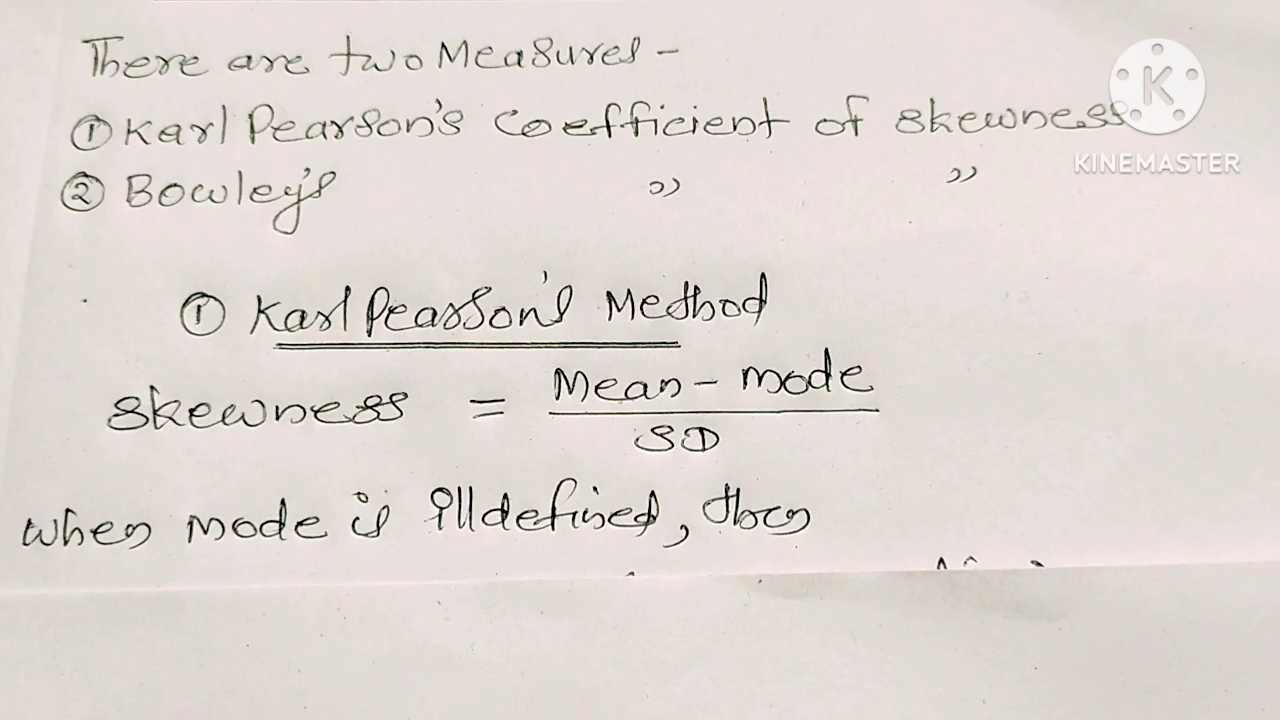 There are two Measures -
① Karl Pearson's Coefficient of skewness
② Bowley's " "
① Karl Pearson's Method
skewness = Mean - mode
SD
when mode is illdefined, then
K
KINEMASTER